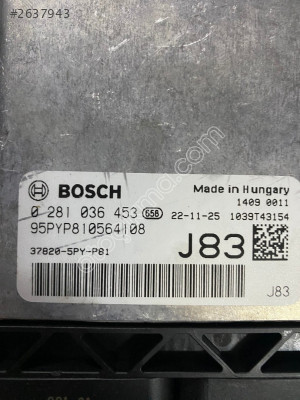 #2637943
BOSCH
Made in Hungary
1409 0011
0 281 036 453 S58 22-11-25 1039T43154
95PYP810564108
J83
37820-5PY-P81
J83